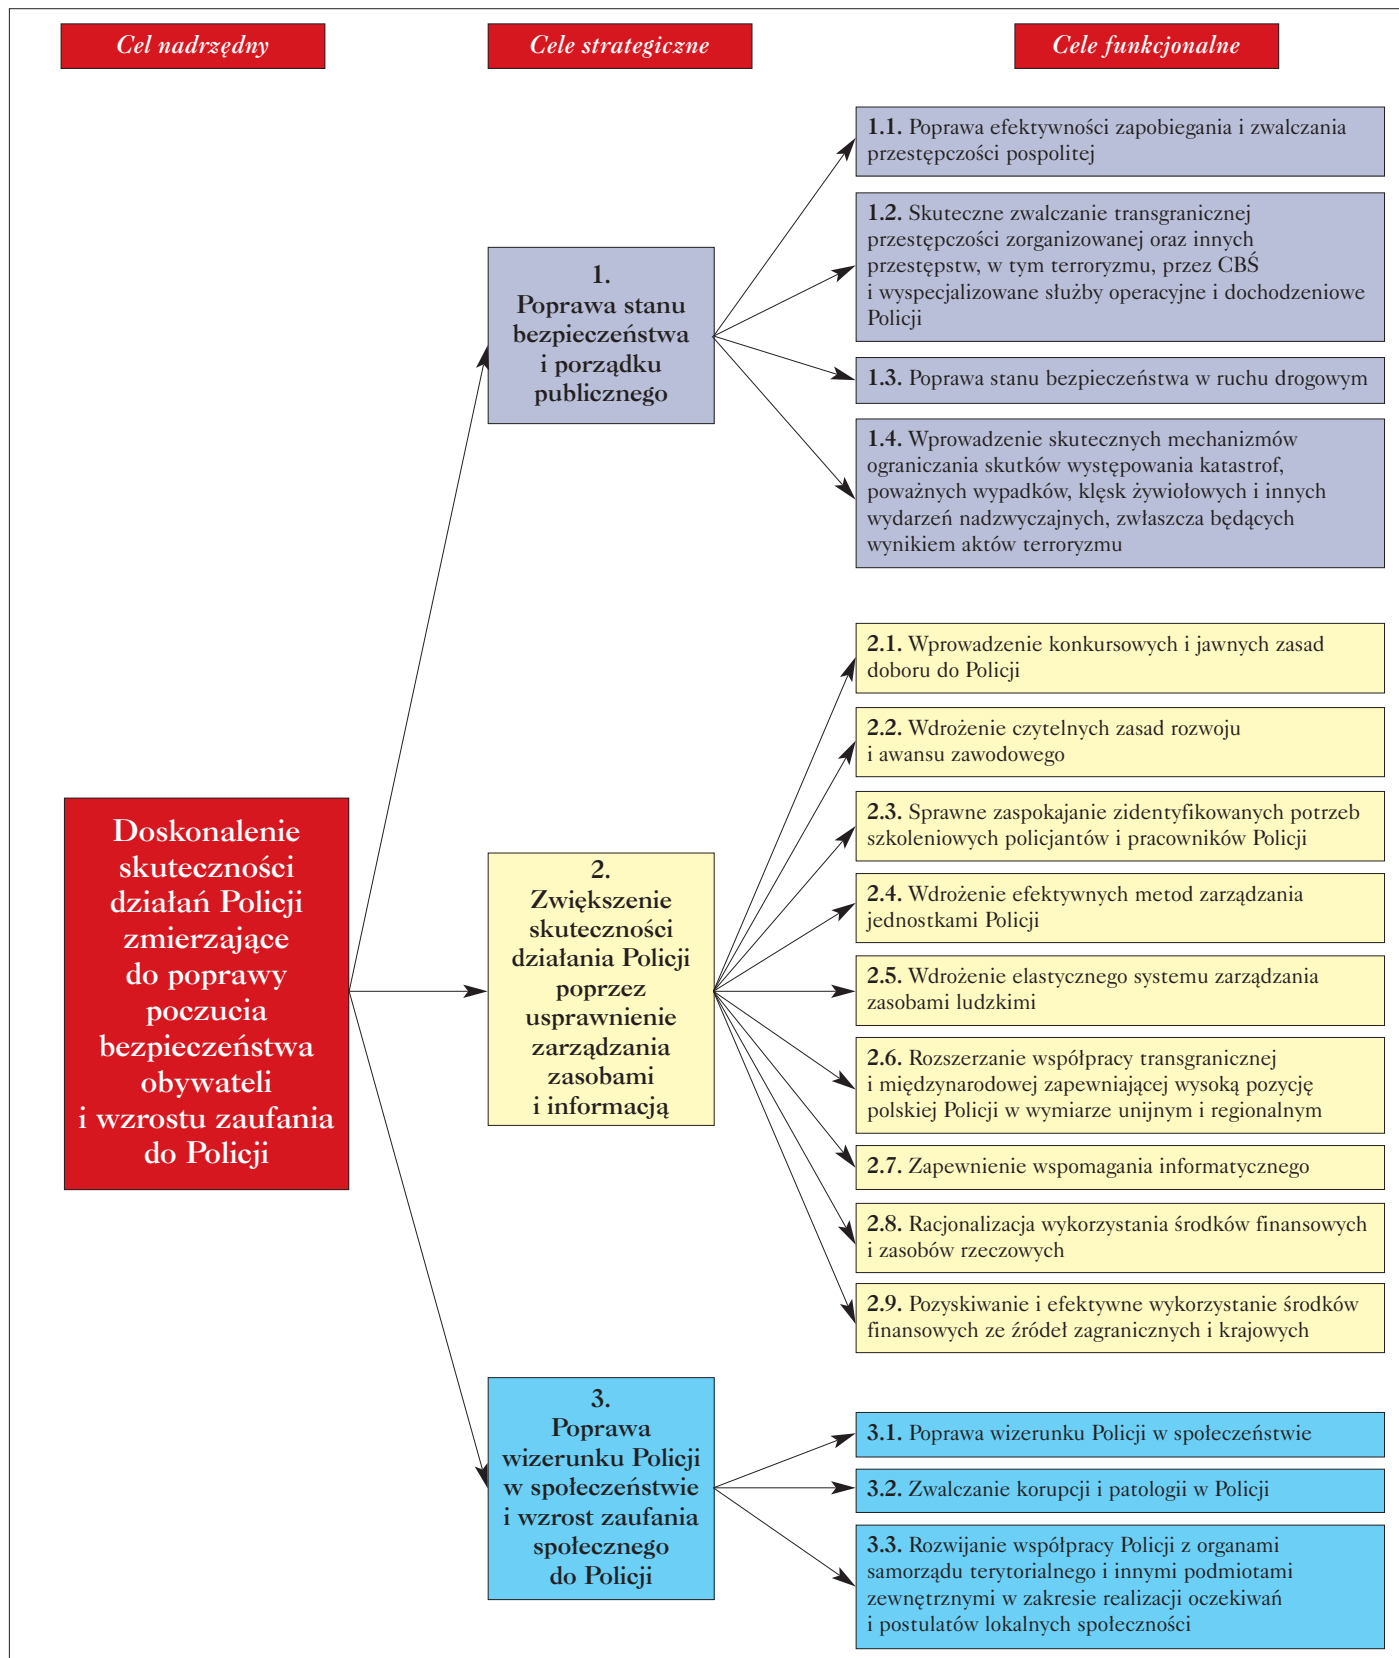 Cel nadrzędny
Cele strategiczne
Cele funkcjonalne
Doskonalenie
skuteczności
działań Policji
zmierzające
do poprawy
poczucia
bezpieczeństwa
obywateli
i wzrostu zaufania
do Policji
1.
Poprawa stanu
bezpieczeństwa
i porządku
publicznego
1.1. Poprawa efektywności zapobiegania i zwalczania
przestępczości pospolitej
1.2. Skuteczne zwalczanie transgranicznej
przestępczości zorganizowanej oraz innych
przestępstw, w tym terroryzmu, przez CBŚ
i wyspecjalizowane służby operacyjne i dochodzeniowe
Policji
1.3. Poprawa stanu bezpieczeństwa w ruchu drogowym
1.4. Wprowadzenie skutecznych mechanizmów
ograniczania skutków występowania katastrof,
poważnych wypadków, klęsk żywiołowych i innych
wydarzeń nadzwyczajnych, zwłaszcza będących
wynikiem aktów terroryzmu
2.
Zwiększenie
skuteczności
działania Policji
poprzez
usprawnienie
zarządzania
zasobami
i informacją
2.1. Wprowadzenie konkursowych i jawnych zasad
doboru do Policji
2.2. Wdrożenie czytelnych zasad rozwoju
i awansu zawodowego
2.3. Sprawne zaspokajanie zidentyfikowanych potrzeb
szkoleniowych policjantów i pracowników Policji
2.4. Wdrożenie efektywnych metod zarządzania
jednostkami Policji
2.5. Wdrożenie elastycznego systemu zarządzania
zasobami ludzkimi
2.6. Rozszerzanie współpracy transgranicznej
i międzynarodowej zapewniającej wysoką pozycję
polskiej Policji w wymiarze unijnym i regionalnym
2.7. Zapewnienie wspomagania informatycznego
2.8. Racjonalizacja wykorzystania środków finansowych
i zasobów rzeczowych
2.9. Pozyskiwanie i efektywne wykorzystanie środków
finansowych ze źródeł zagranicznych i krajowych
3.
Poprawa
wizerunku Policji
w społeczeństwie
i wzrost zaufania
społecznego
do Policji
3.1. Poprawa wizerunku Policji w społeczeństwie
3.2. Zwalczanie korupcji i patologii w Policji
3.3. Rozwijanie współpracy Policji z organami
samorządu terytorialnego i innymi podmiotami
zewnętrznymi w zakresie realizacji oczekiwań
i postulatów lokalnych społeczności